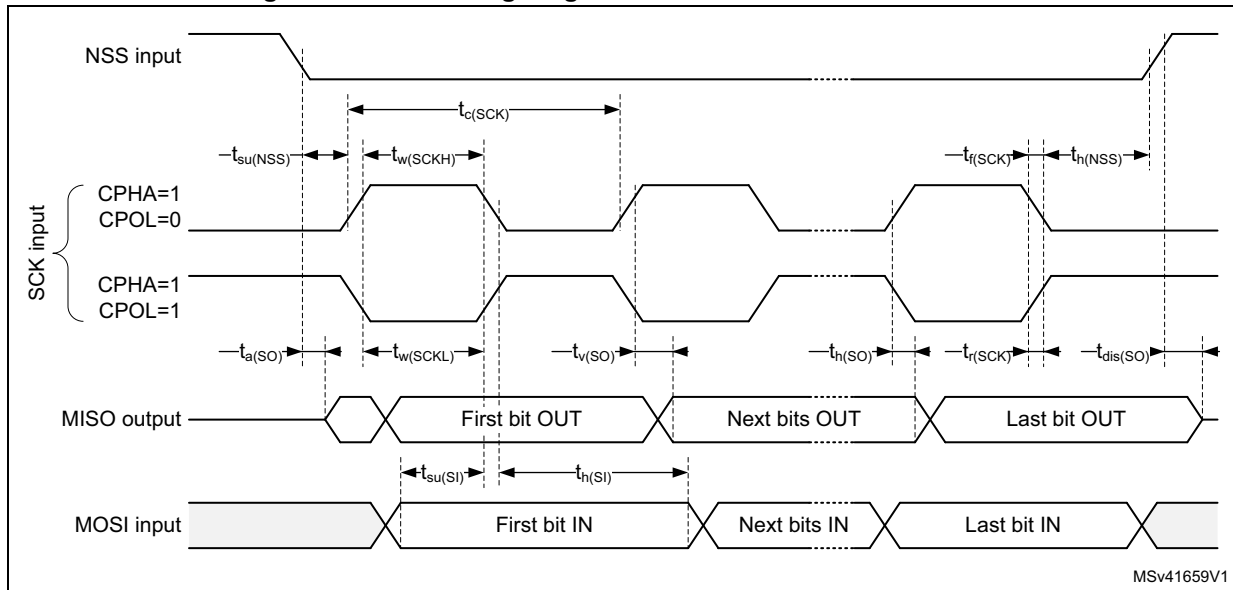 NSS input
tc(SCK)
tsu(NSS)
tw(SCKH)
tf(SCK)
th(NSS)
SCK input
CPHA=1
CPOL=0
CPHA=1
CPOL=1
ta(SO)
tw(SCKL)
tv(SO)
th(SO)
tr(SCK)
tdis(SO)
MISO output
First bit OUT
Next bits OUT
Last bit OUT
tsu(SI)
th(SI)
MOSI input
First bit IN
Next bits IN
Last bit IN
MSv41659V1